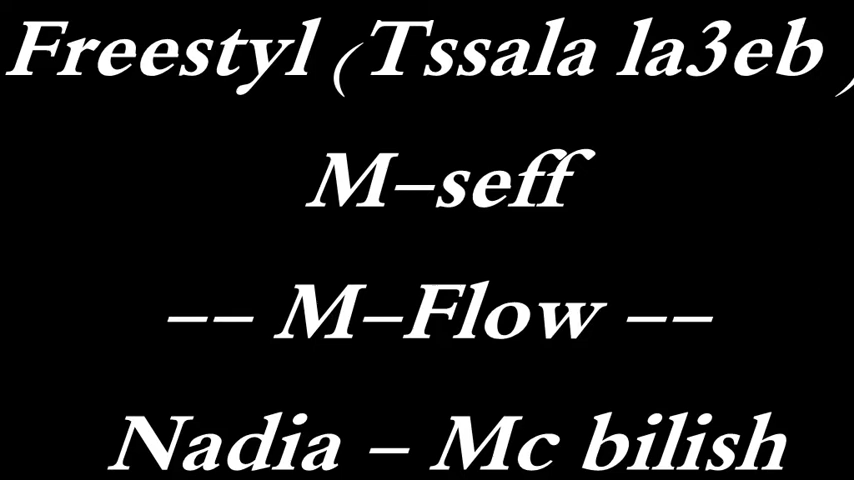 Freestyl (Tssala la3eb )
M-seff
-- M-Flow --
Nadia - Mc bilish